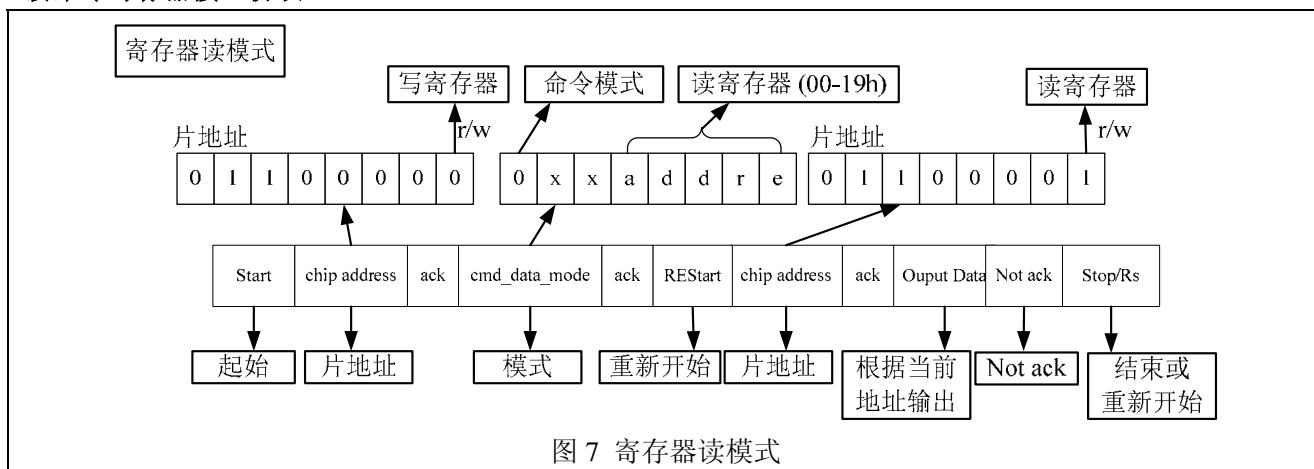 寄存器读模式
写寄存器 命令模式 读寄存器 (00-19h) 读寄存器
片地址 r/w 片地址 r/w
0 1 1 0 0 0 0 0 0 x x a d d r e 0 1 1 0 0 0 0 1
Start chip address ack cmd_data_mode ack REStart chip address ack Ouput Data Not ack Stop/Rs
起始 片地址 模式 重新开始 片地址 根据当前 Not ack 结束或
地址输出 重新开始
图 7 寄存器读模式